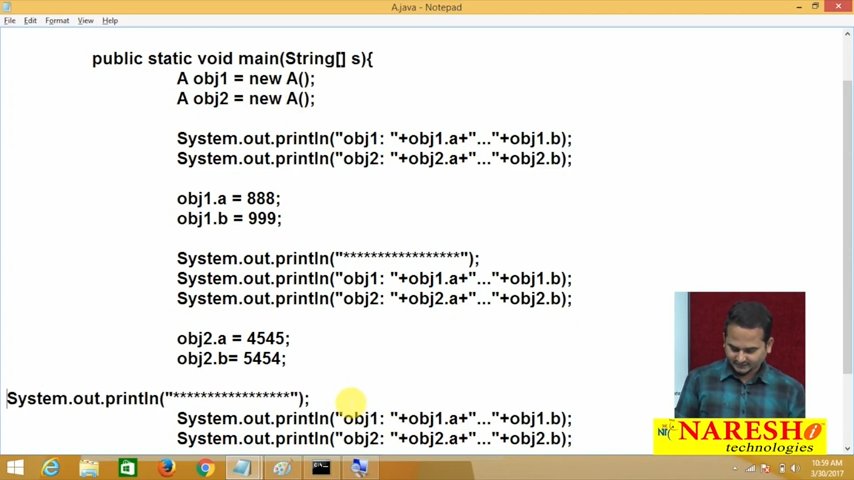 A.java - Notepad
File Edit Format View Help
public static void main(String[] s){
A obj1 = new A();
A obj2 = new A();
System.out.println("obj1: "+obj1.a+"..."+obj1.b);
System.out.println("obj2: "+obj2.a+"..."+obj2.b);
obj1.a = 888;
obj1.b = 999;
System.out.println("*****************");
System.out.println("obj1: "+obj1.a+"..."+obj1.b);
System.out.println("obj2: "+obj2.a+"..."+obj2.b);
obj2.a = 4545;
obj2.b= 5454;
System.out.println("*****************");
System.out.println("obj1: "+obj1.a+"..."+obj1.b);
System.out.println("obj2: "+obj2.a+"..."+obj2.b);
NARESH i
technologies
10:59 AM
3/30/2017